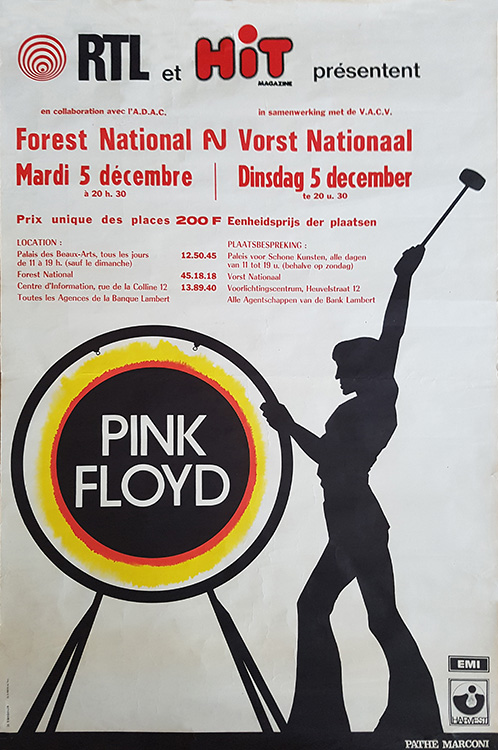 RTL et HiT MAGAZINE présentent
en collaboration avec l'A.D.A.C.
in samenwerking met de V.A.C.V.
Forest National Vorst Nationaal
Mardi 5 décembre
à 20 h. 30
Dinsdag 5 december
te 20 u. 30
Prix unique des places 200 F Eenheidsprijs der plaatsen
LOCATION :
Palais des Beaux-Arts, tous les jours 12.50.45
de 11 à 19 h. (sauf le dimanche)
Forest National 45.18.18
Centre d'Information, rue de la Colline 12 13.89.40
Toutes les Agences de la Banque Lambert
PLAATSBESPREKING :
Paleis voor Schone Kunsten, alle dagen
van 11 tot 19 u. (behalve op zondag)
Vorst Nationaal
Voorlichtingscentrum, Heuvelstraat 12
Alle Agentschappen van de Bank Lambert
PINK
FLOYD
EMI
HARVEST
PATHE MARCONI